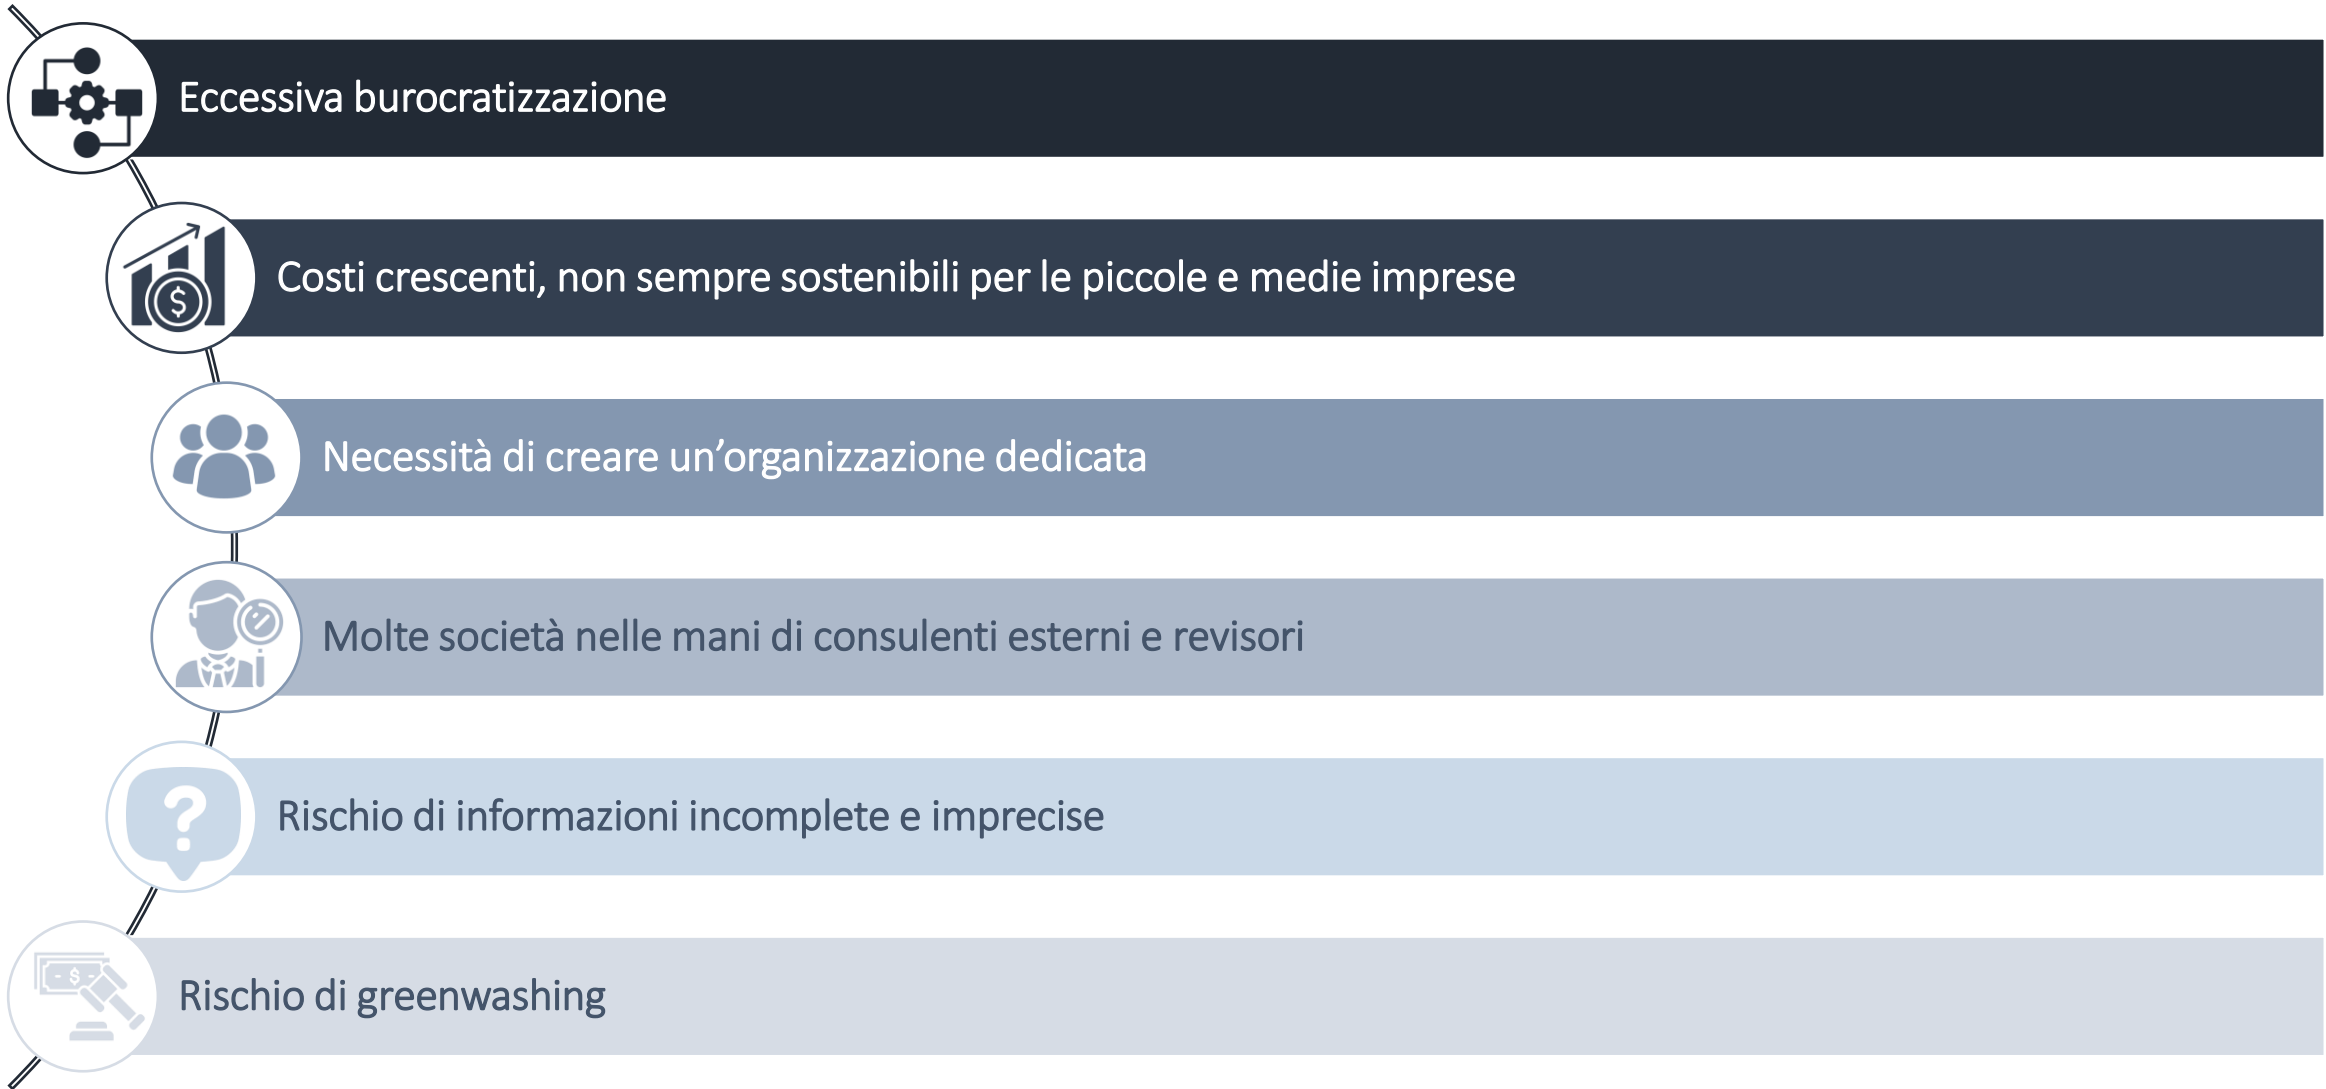 Eccessiva burocratizzazione
Costi crescenti, non sempre sostenibili per le piccole e medie imprese
Necessità di creare un’organizzazione dedicata
Molte società nelle mani di consulenti esterni e revisori
Rischio di informazioni incomplete e imprecise
Rischio di greenwashing